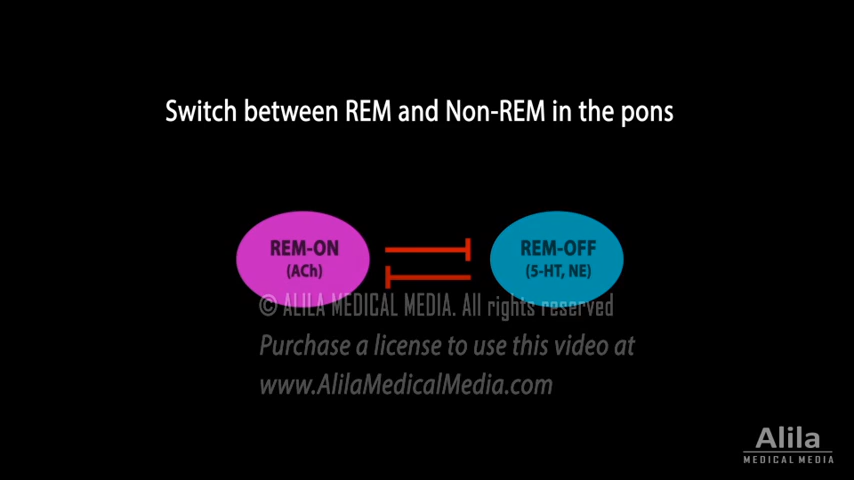 Switch between REM and Non-REM in the pons
REM-ON
(ACh)
REM-OFF
(5-HT, NE)
© ALILA MEDICAL MEDIA. All rights reserved
Purchase a license to use this video at
www.AlilaMedicalMedia.com
Alila
MEDICAL MEDIA